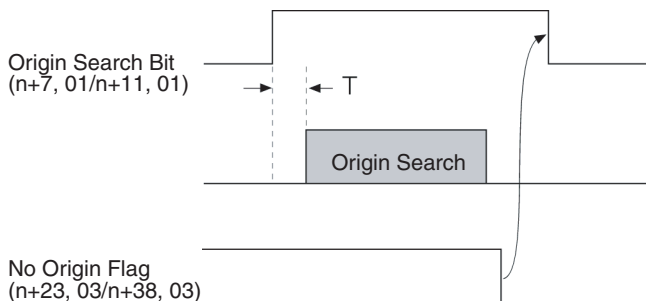 Origin Search Bit
(n+7, 01/n+11, 01)
T
Origin Search
No Origin Flag
(n+23, 03/n+38, 03)